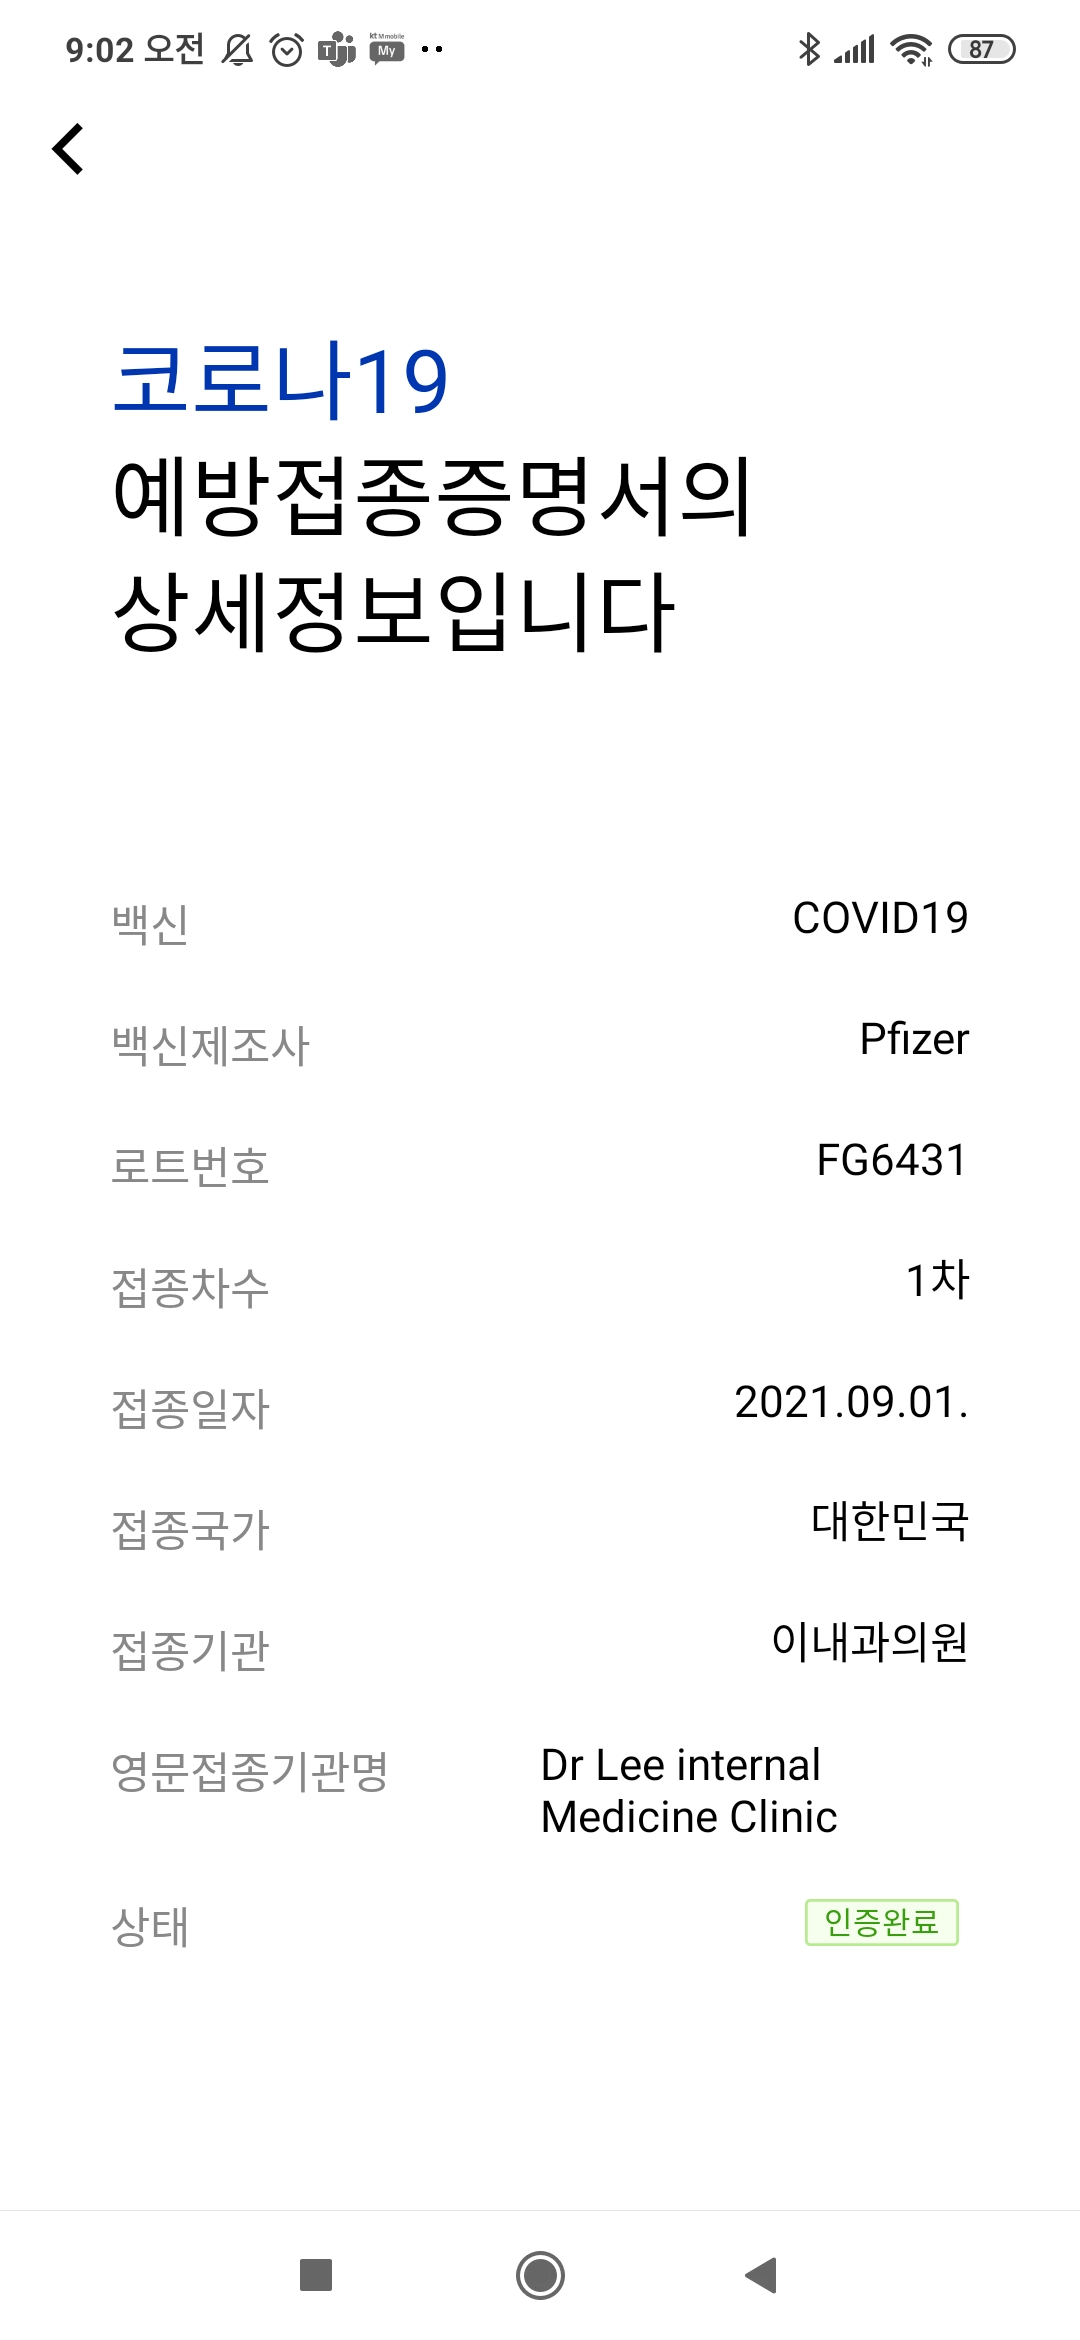 9:02 오전
kt M mobile
My
T
87
코로나19
예방접종증명서의
상세정보입니다
백신 COVID19
백신제조사 Pfizer
로트번호 FG6431
접종차수 1차
접종일자 2021.09.01.
접종국가 대한민국
접종기관 이내과의원
영문접종기관명 Dr Lee internal
Medicine Clinic
상태 인증완료